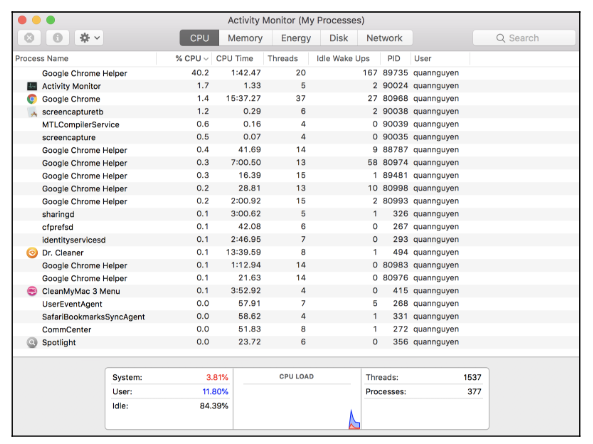 Activity Monitor (My Processes)
CPU Memory Energy Disk Network Search
Process Name % CPU CPU Time Threads Idle Wake Ups PID User
Google Chrome Helper 40.2 1:42.47 20 167 89735 quannguyen
Activity Monitor 1.7 1.33 5 2 90024 quannguyen
Google Chrome 1.4 15:37.27 37 27 80968 quannguyen
screencapturetb 1.2 0.29 6 2 90038 quannguyen
MTLCompilerService 0.6 0.16 4 0 90039 quannguyen
screencapture 0.5 0.07 4 0 90035 quannguyen
Google Chrome Helper 0.4 41.69 14 9 88787 quannguyen
Google Chrome Helper 0.3 7:00.50 13 58 80974 quannguyen
Google Chrome Helper 0.3 16.39 15 1 89481 quannguyen
Google Chrome Helper 0.2 28.81 13 10 80998 quannguyen
Google Chrome Helper 0.2 2:00.92 15 2 80993 quannguyen
sharingd 0.1 3:00.62 5 1 326 quannguyen
cfprefsd 0.1 42.08 6 0 267 quannguyen
identityservicesd 0.1 2:46.95 7 0 293 quannguyen
Dr. Cleaner 0.1 13:39.59 8 1 494 quannguyen
Google Chrome Helper 0.1 1:12.94 14 0 80983 quannguyen
Google Chrome Helper 0.1 21.63 14 0 80976 quannguyen
CleanMyMac 3 Menu 0.1 3:52.92 4 0 415 quannguyen
UserEventAgent 0.0 57.91 7 5 268 quannguyen
SafariBookmarksSyncAgent 0.0 58.62 4 1 331 quannguyen
CommCenter 0.0 51.83 8 1 272 quannguyen
Spotlight 0.0 23.72 6 0 356 quannguyen
System: 3.81% CPU LOAD Threads: 1537
User: 11.80% Processes: 377
Idle: 84.39%